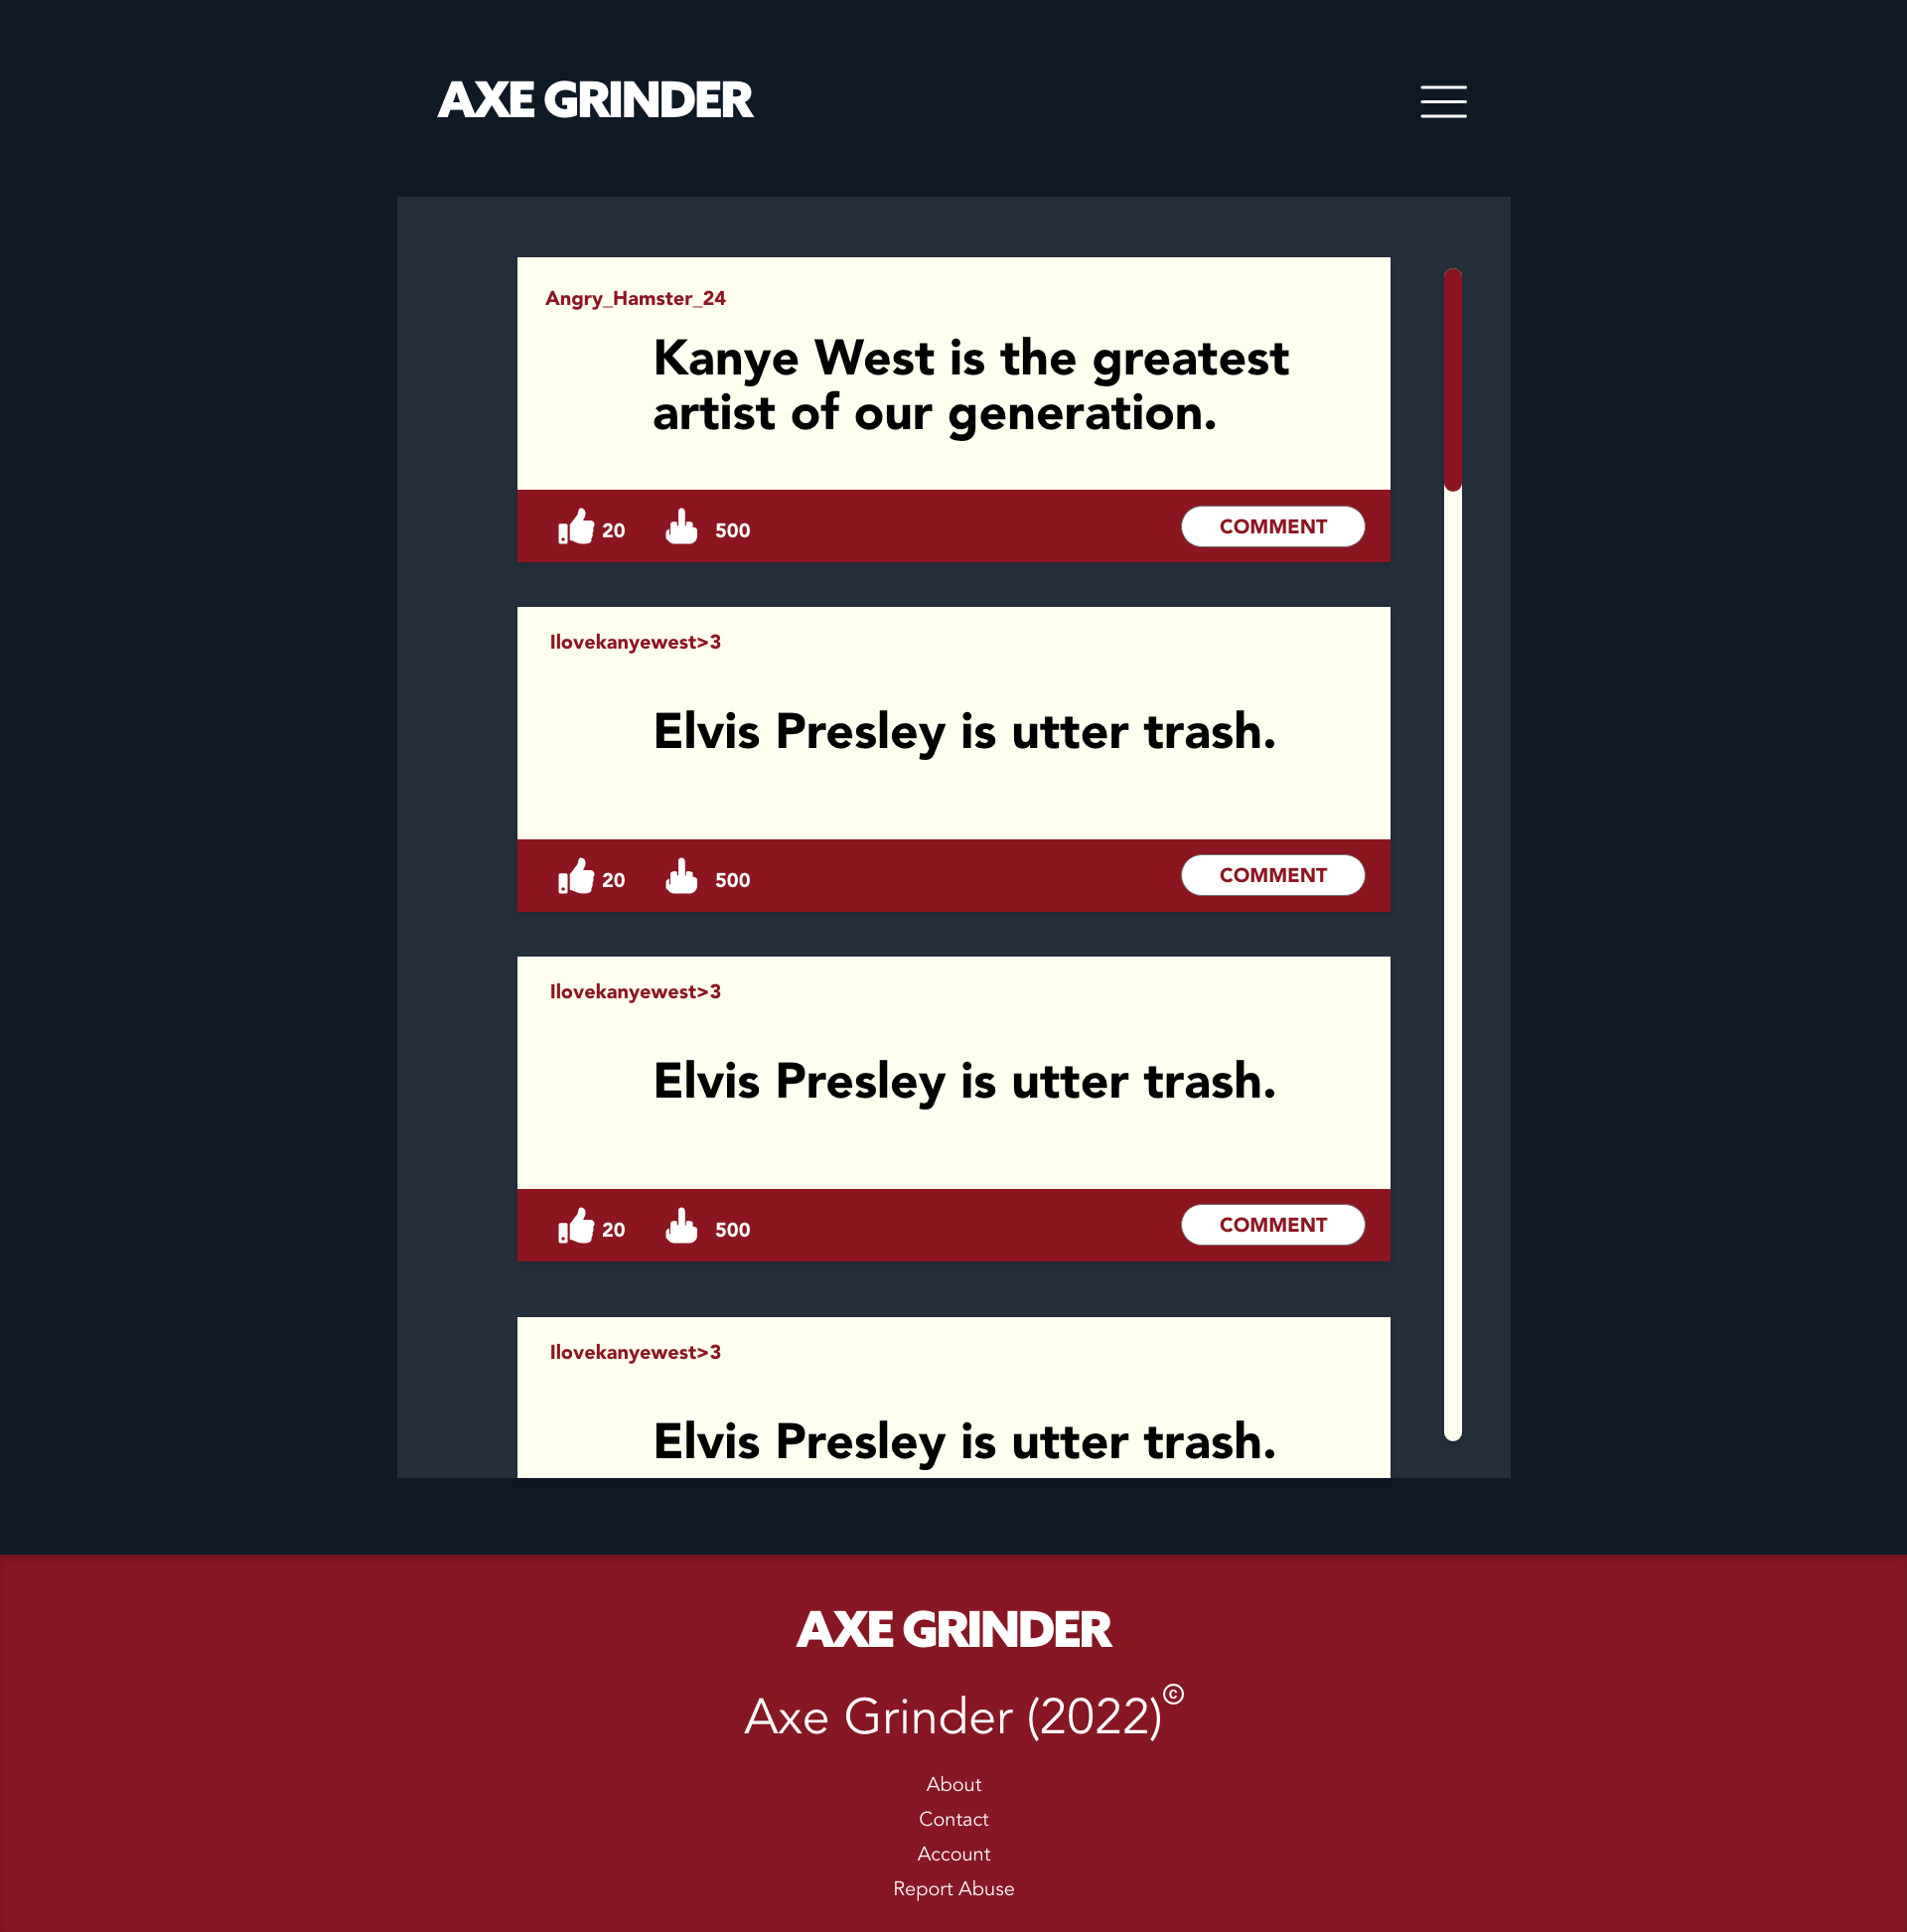 AXE GRINDER
Angry_Hamster_24
Kanye West is the greatest
artist of our generation.
20 500 COMMENT
Ilovekanyewest>3
Elvis Presley is utter trash.
20 500 COMMENT
Ilovekanyewest>3
Elvis Presley is utter trash.
20 500 COMMENT
Ilovekanyewest>3
Elvis Presley is utter trash.
AXE GRINDER
Axe Grinder (2022)©
About
Contact
Account
Report Abuse